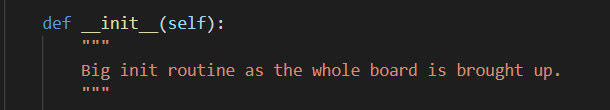 def __init__(self):
"""
Big init routine as the whole board is brought up.
"""